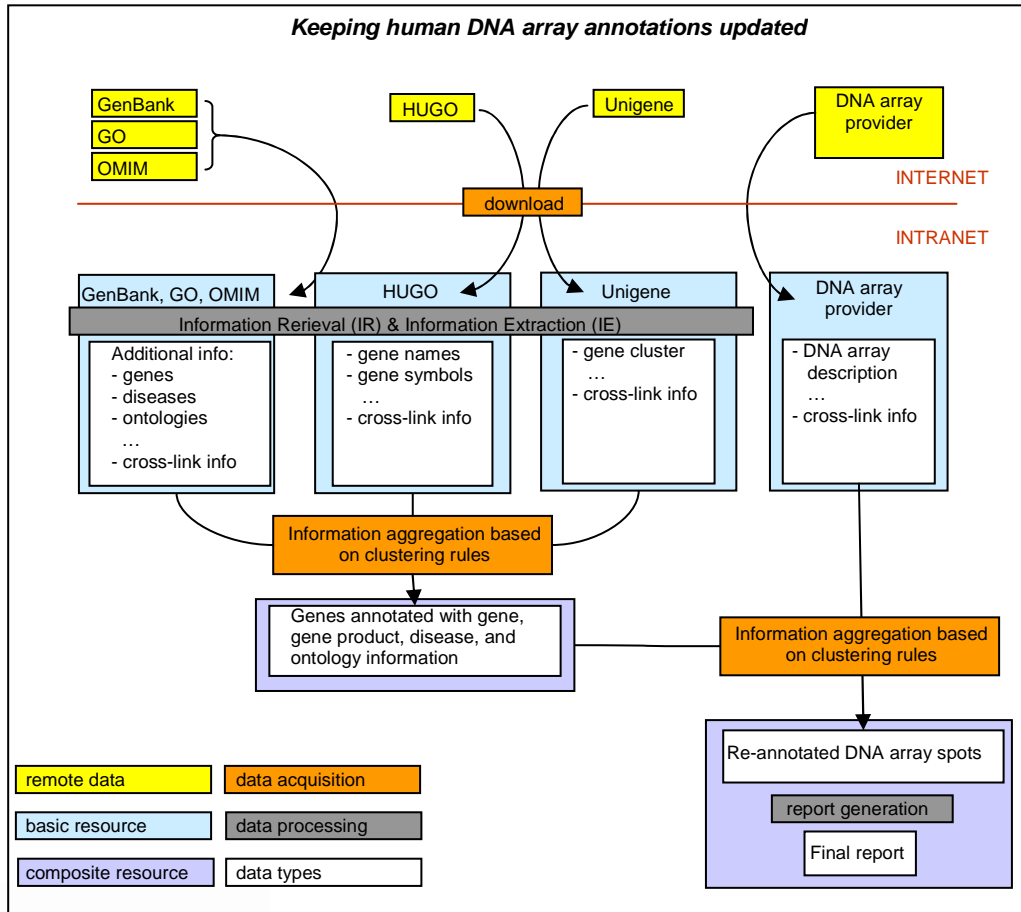 Keeping human DNA array annotations updated
GenBank
GO
OMIM
HUGO
Unigene
DNA array
provider
INTERNET
download
INTRANET
GenBank, GO, OMIM
HUGO
Unigene
DNA array
provider
Information Rerieval (IR) & Information Extraction (IE)
Additional info:
- genes
- diseases
- ontologies
…
- cross-link info
- gene names
- gene symbols
…
- cross-link info
- gene cluster
…
- cross-link info
- DNA array
description
…
- cross-link info
Information aggregation based
on clustering rules
Genes annotated with gene,
gene product, disease, and
ontology information
Information aggregation based
on clustering rules
Re-annotated DNA array spots
report generation
Final report
remote data
data acquisition
basic resource
data processing
composite resource
data types